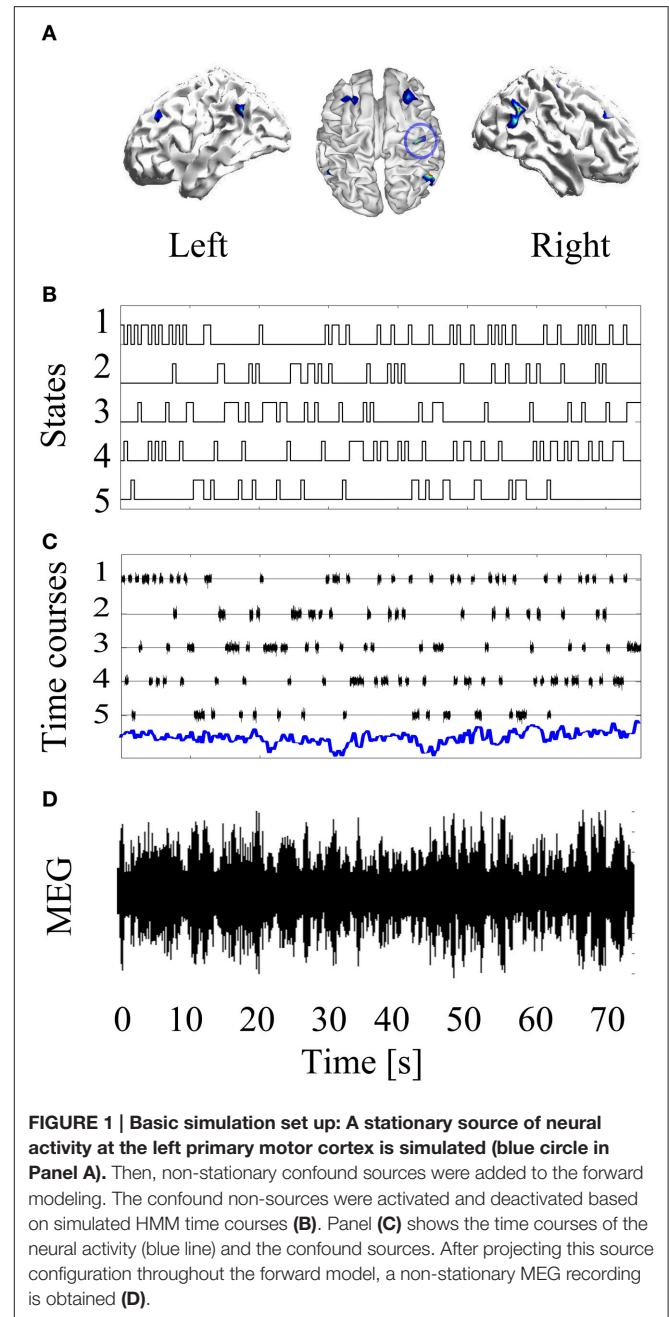 A
Left
Right
B
States
1
2
3
4
5
C
Time courses
1
2
3
4
5
D
MEG
0 10 20 30 40 50 60 70
Time [s]
FIGURE 1 | Basic simulation set up: A stationary source of neural
activity at the left primary motor cortex is simulated (blue circle in
Panel A). Then, non-stationary confound sources were added to the forward
modeling. The confound non-sources were activated and deactivated based
on simulated HMM time courses (B). Panel (C) shows the time courses of the
neural activity (blue line) and the confound sources. After projecting this source
configuration throughout the forward model, a non-stationary MEG recording
is obtained (D).